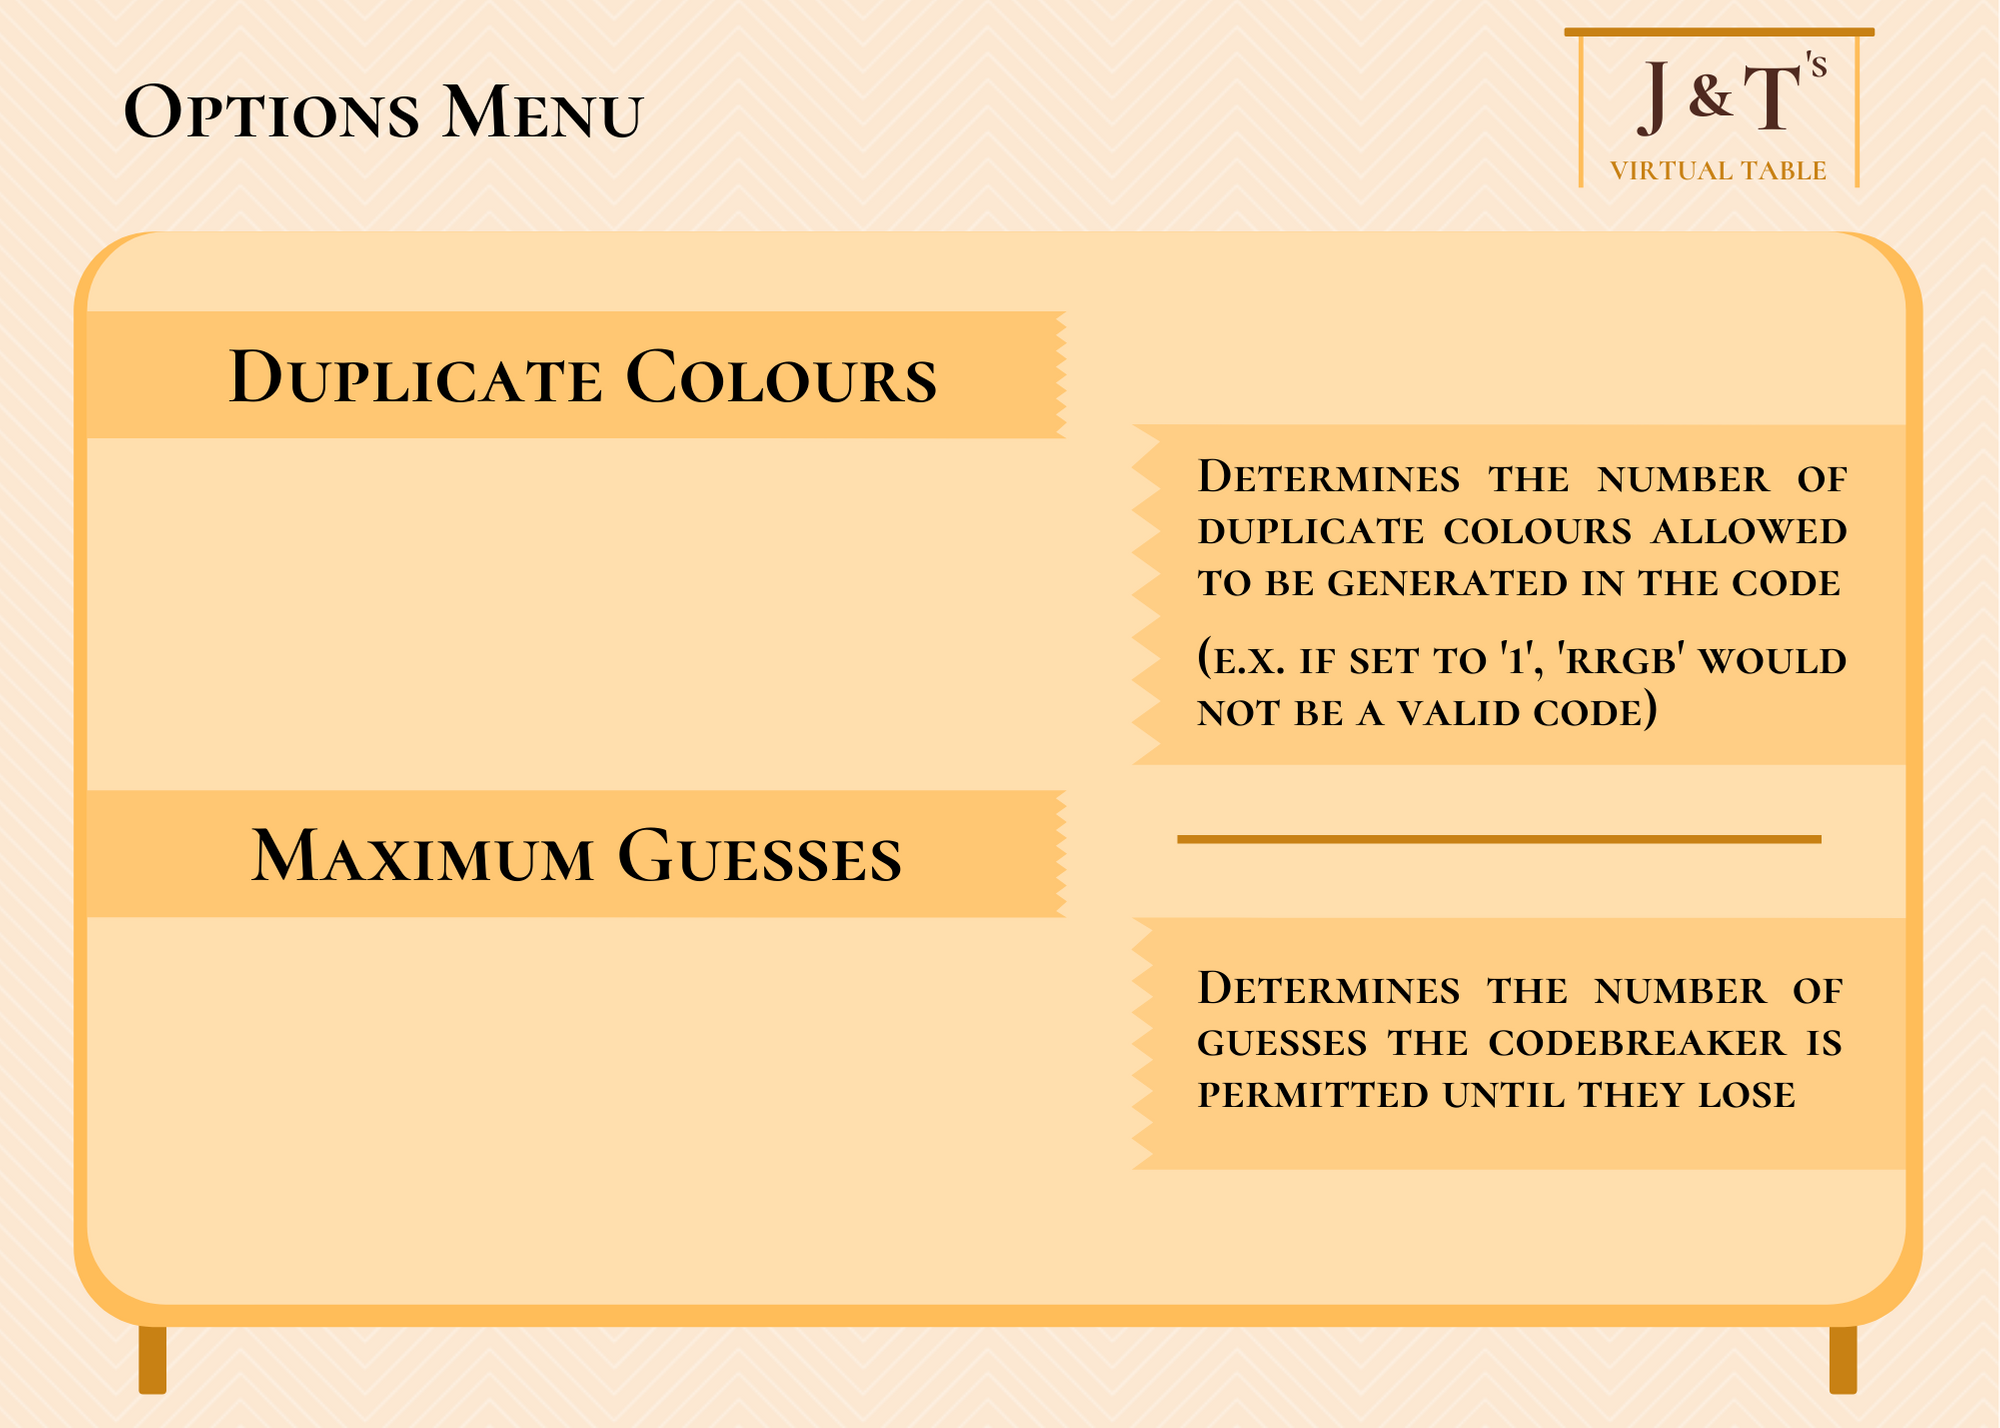 Options Menu
J & T's
VIRTUAL TABLE
Duplicate Colours
Determines the number of
duplicate colours allowed
to be generated in the code
(e.x. if set to '1', 'rrgb' would
not be a valid code)
Maximum Guesses
Determines the number of
guesses the codebreaker is
permitted until they lose